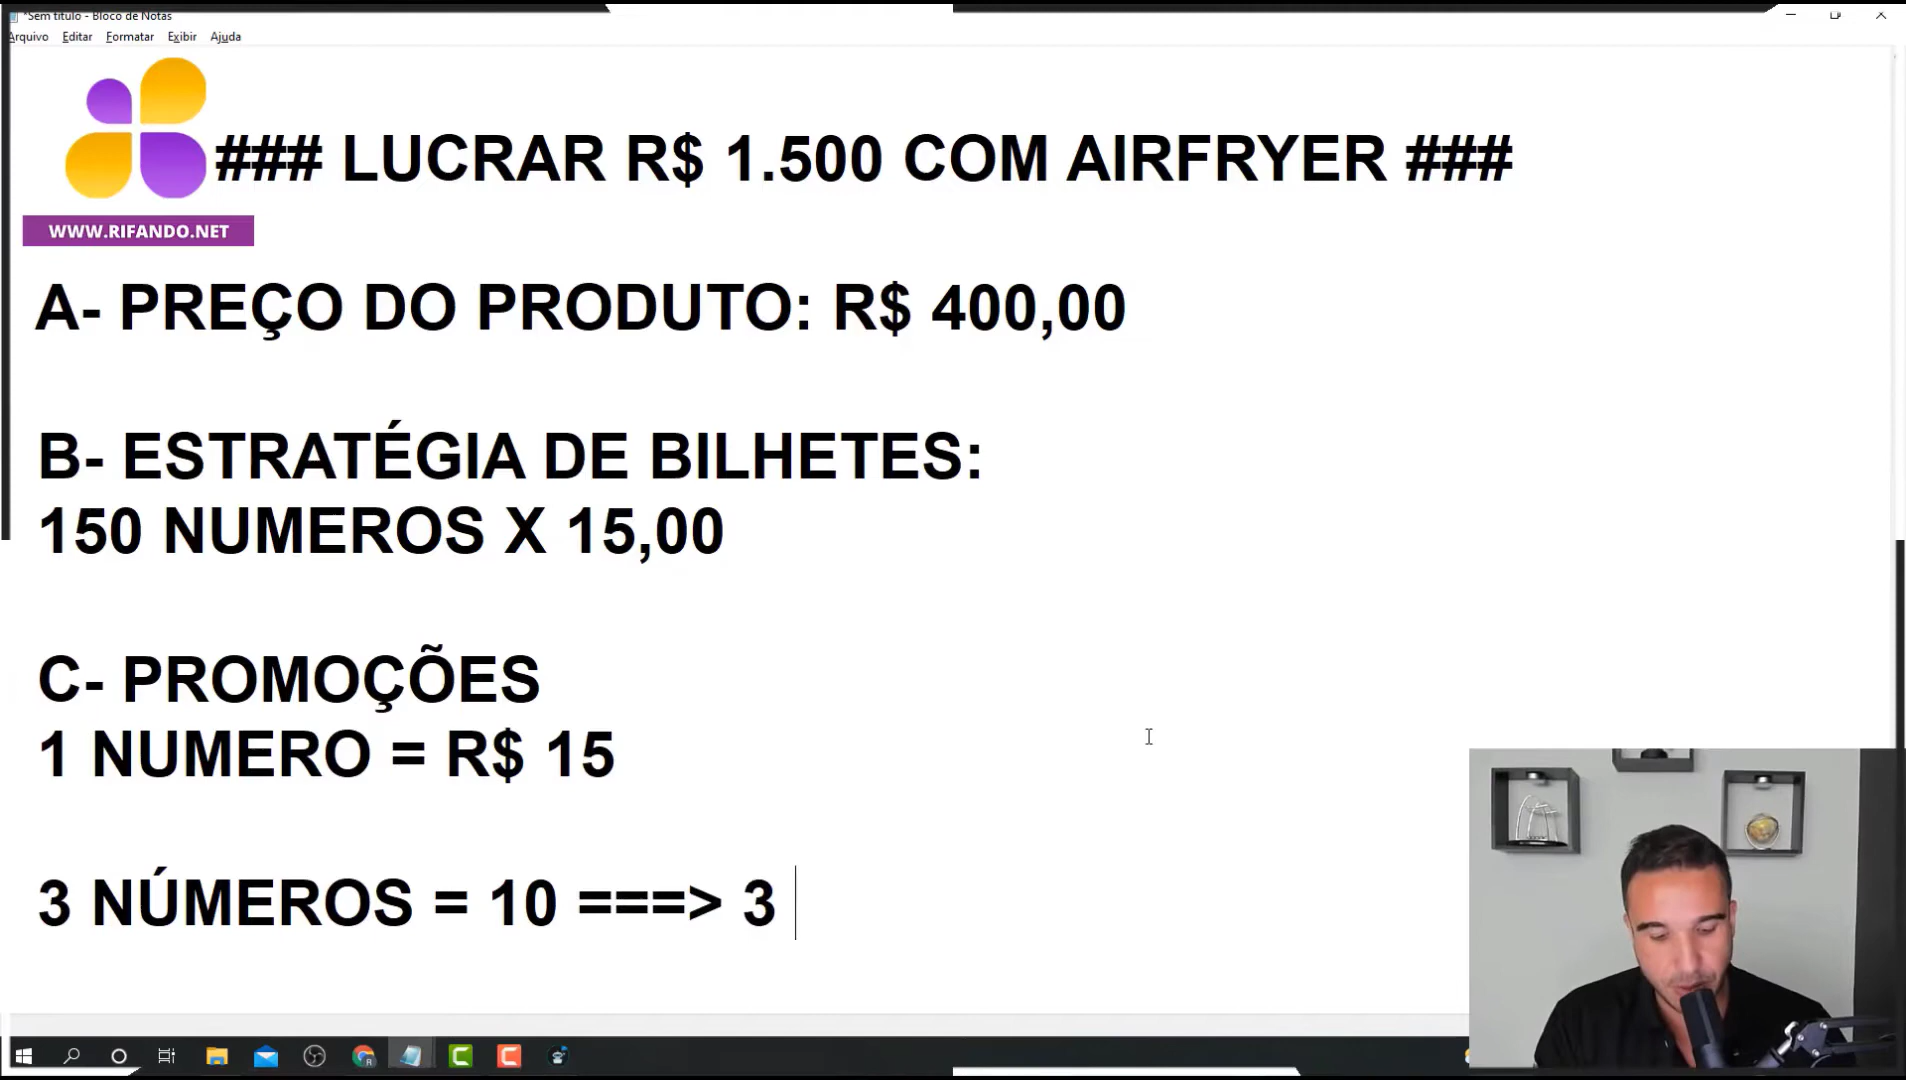 *Sem título - Bloco de Notas
Arquivo Editar Formatar Exibir Ajuda
### LUCRAR R$ 1.500 COM AIRFRYER ###
WWW.RIFANDO.NET
A- PREÇO DO PRODUTO: R$ 400,00
B- ESTRATÉGIA DE BILHETES:
150 NUMEROS X 15,00
C- PROMOÇÕES
1 NUMERO = R$ 15
3 NÚMEROS = 10 ===> 3